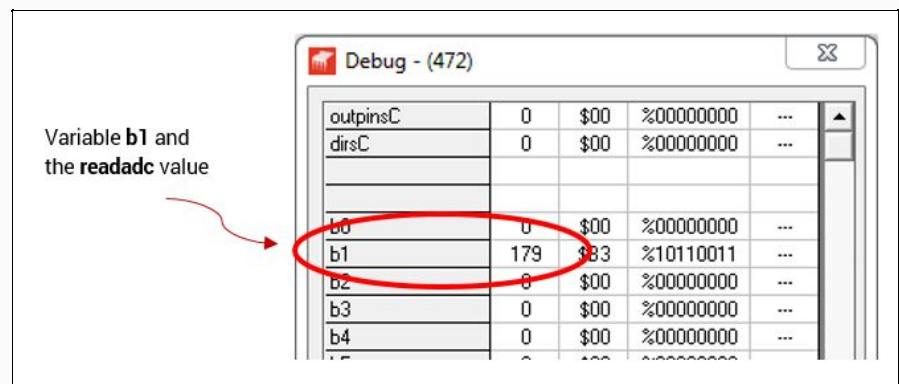 Debug - (472)
outpinsC 0 $00 %00000000 ---
dirsC 0 $00 %00000000 ---
Variable b1 and
the readadc value
b0 0 $00 %00000000 ---
b1 179 $B3 %10110011 ---
b2 0 $00 %00000000 ---
b3 0 $00 %00000000 ---
b4 0 $00 %00000000 ---